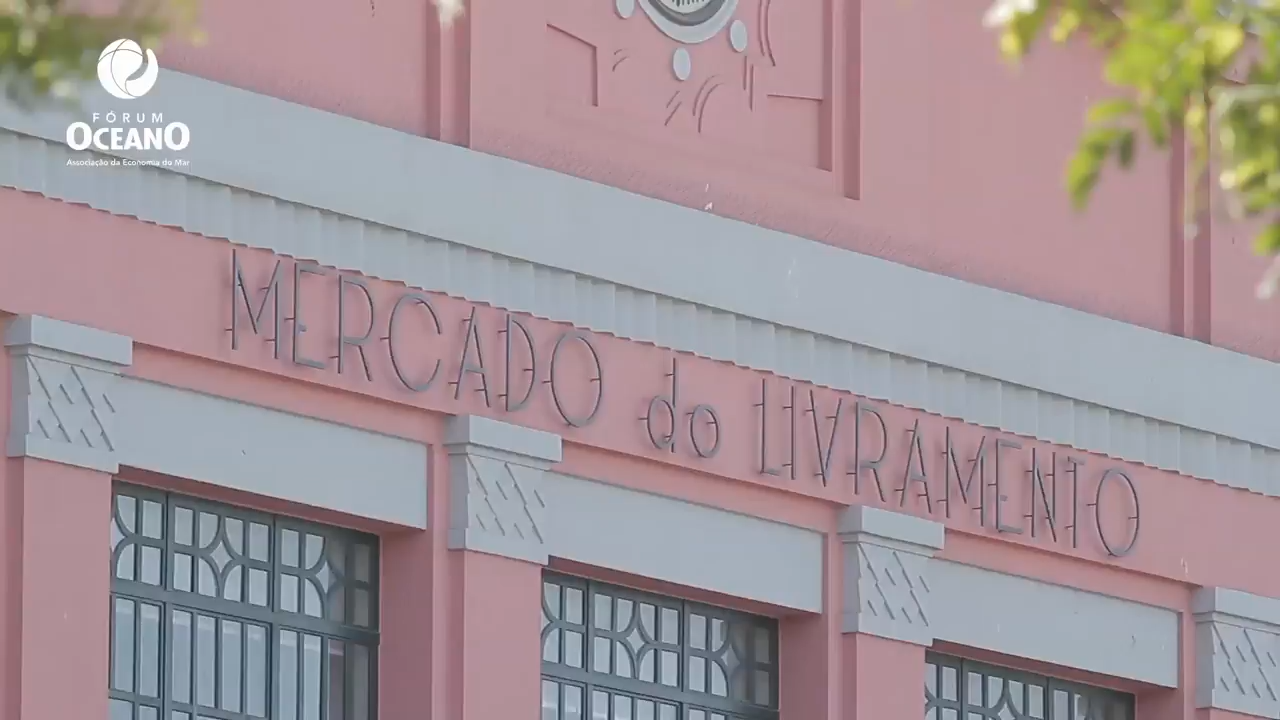 FÓRUM
OCEANO
Associação da Economia do Mar
MERCADO do LIVRAMENTO